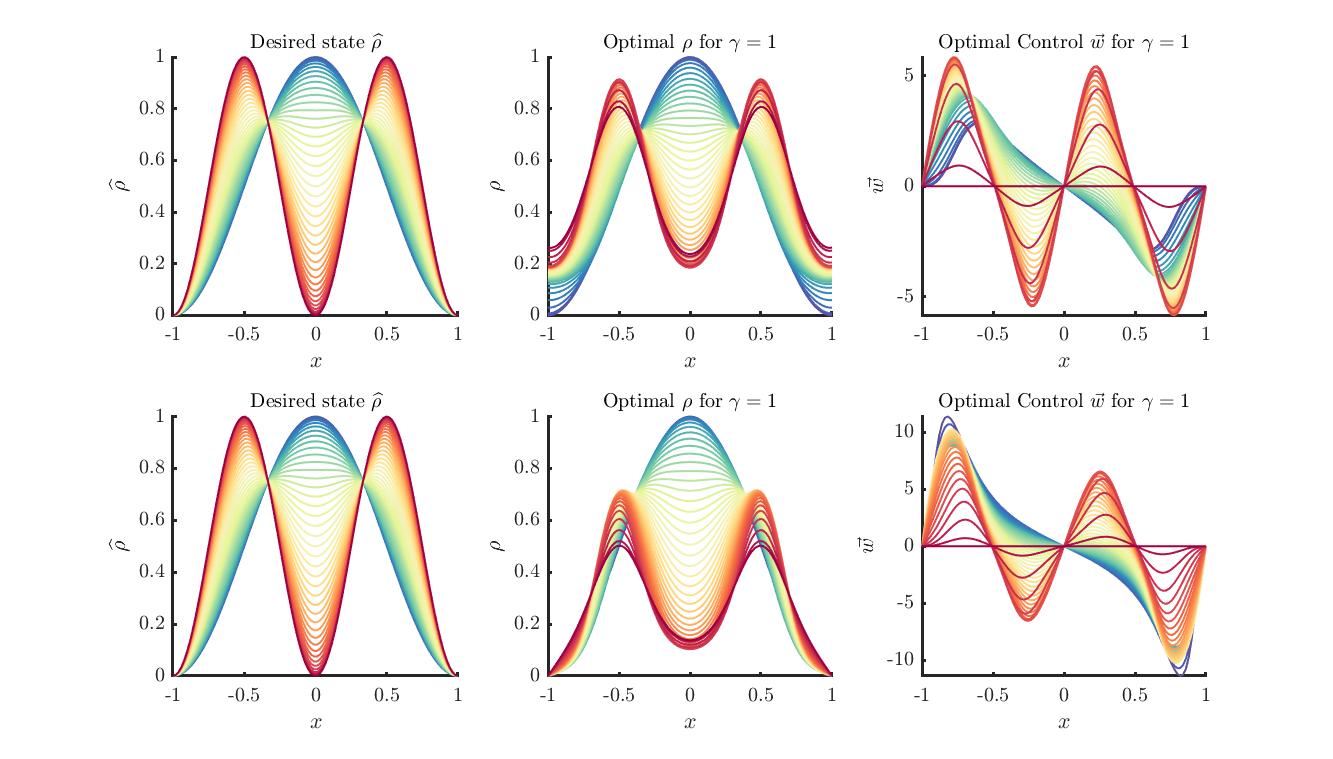 Desired state ρ̂
Optimal ρ for γ = 1
Optimal Control w⃗ for γ = 1
1
0.8
0.6
0.4
0.2
0
ρ̂
-1 -0.5 0 0.5 1
x
1
0.8
0.6
0.4
0.2
0
ρ
-1 -0.5 0 0.5 1
x
5
0
-5
w⃗
-1 -0.5 0 0.5 1
x
Desired state ρ̂
Optimal ρ for γ = 1
Optimal Control w⃗ for γ = 1
1
0.8
0.6
0.4
0.2
0
ρ̂
-1 -0.5 0 0.5 1
x
1
0.8
0.6
0.4
0.2
0
ρ
-1 -0.5 0 0.5 1
x
10
5
0
-5
-10
w⃗
-1 -0.5 0 0.5 1
x